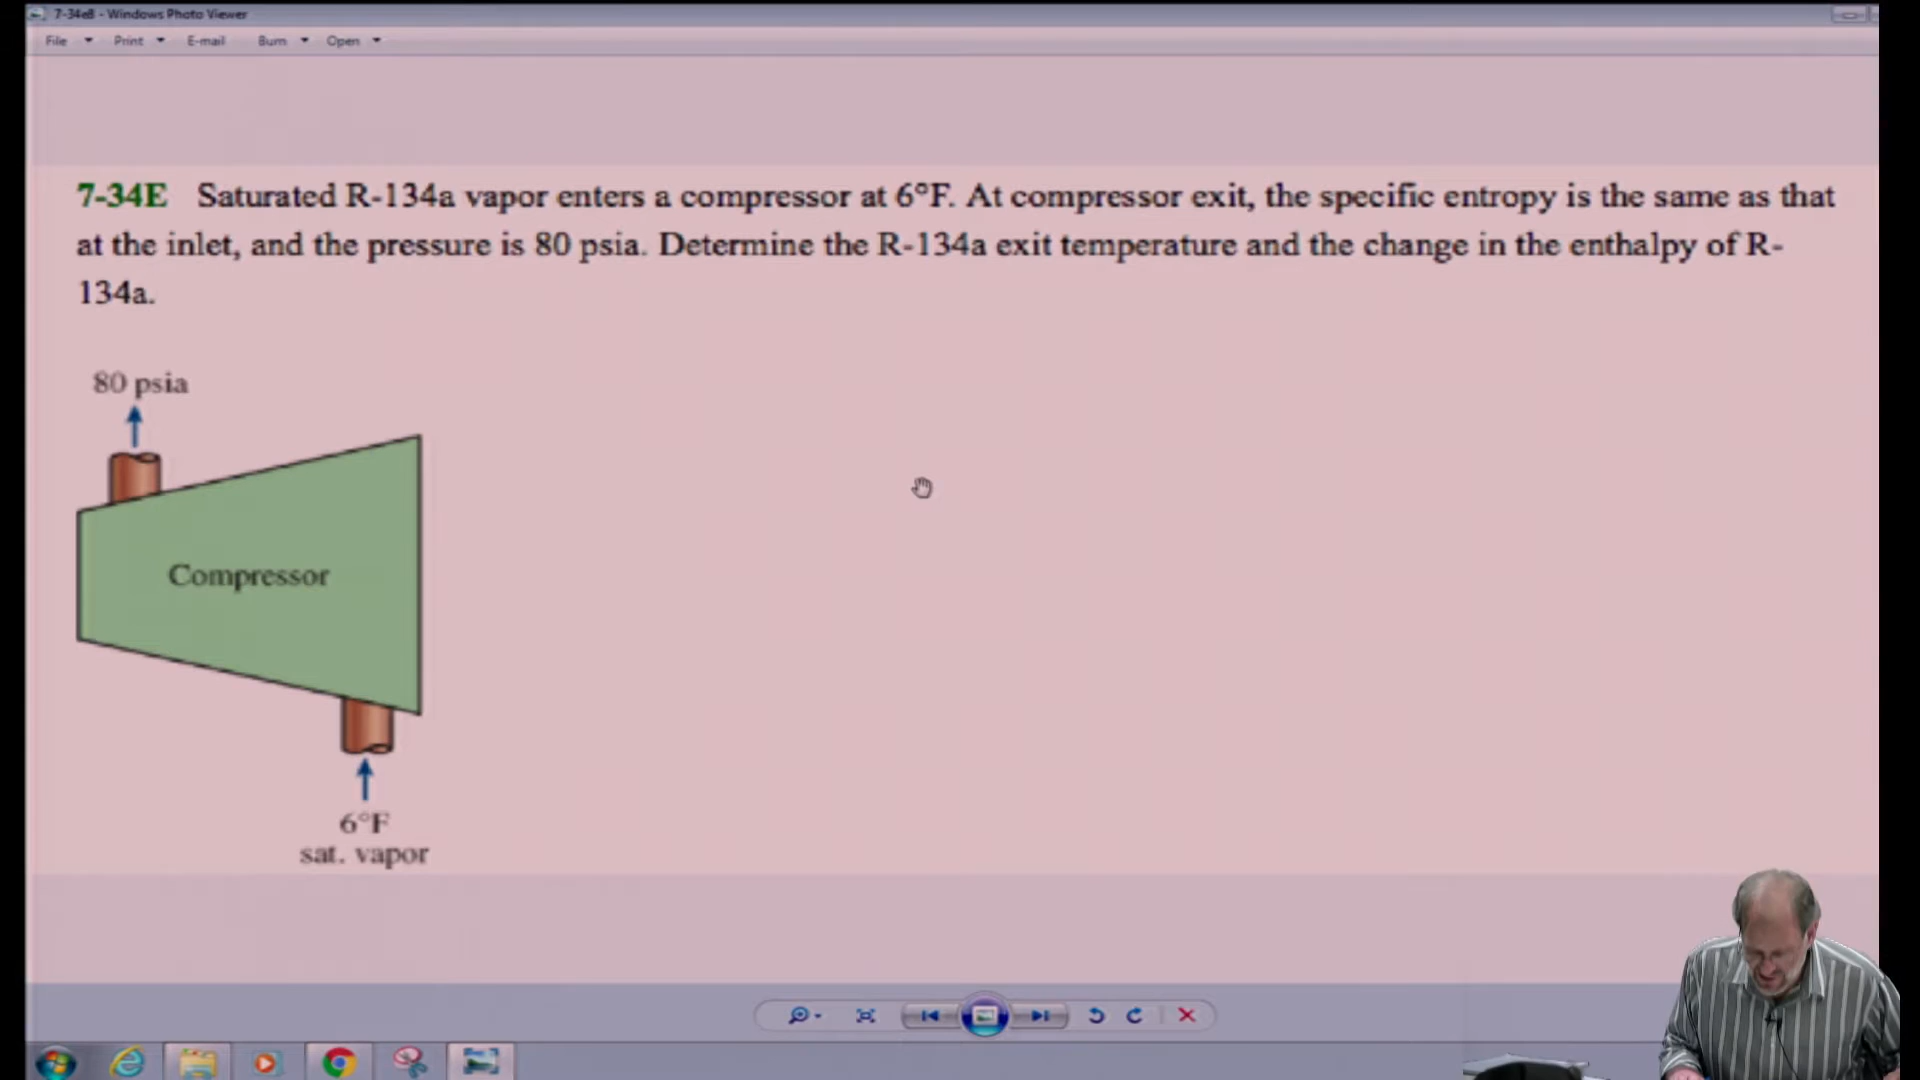 7-34e8 - Windows Photo Viewer
File Print E-mail Burn Open
7-34E Saturated R-134a vapor enters a compressor at 6°F. At compressor exit, the specific entropy is the same as that
at the inlet, and the pressure is 80 psia. Determine the R-134a exit temperature and the change in the enthalpy of R-
134a.
80 psia
Compressor
6°F
sat. vapor